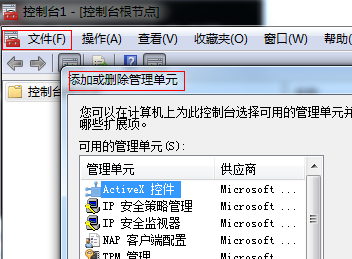 控制台1 - [控制台根节点]
文件(F) 操作(A) 查看(V) 收藏夹(O) 窗口(W) 帮助(
控制台
添加或删除管理单元
您可以在计算机上为此控制台选择可用的管理单元并
哪些扩展项。
可用的管理单元(S):
管理单元 供应商
ActiveX 控件 Microsoft ...
IP 安全策略管理 Microsoft ...
IP 安全监视器 Microsoft ...
NAP 客户端配置 Microsoft ...
TPM 管理 Microsoft ...